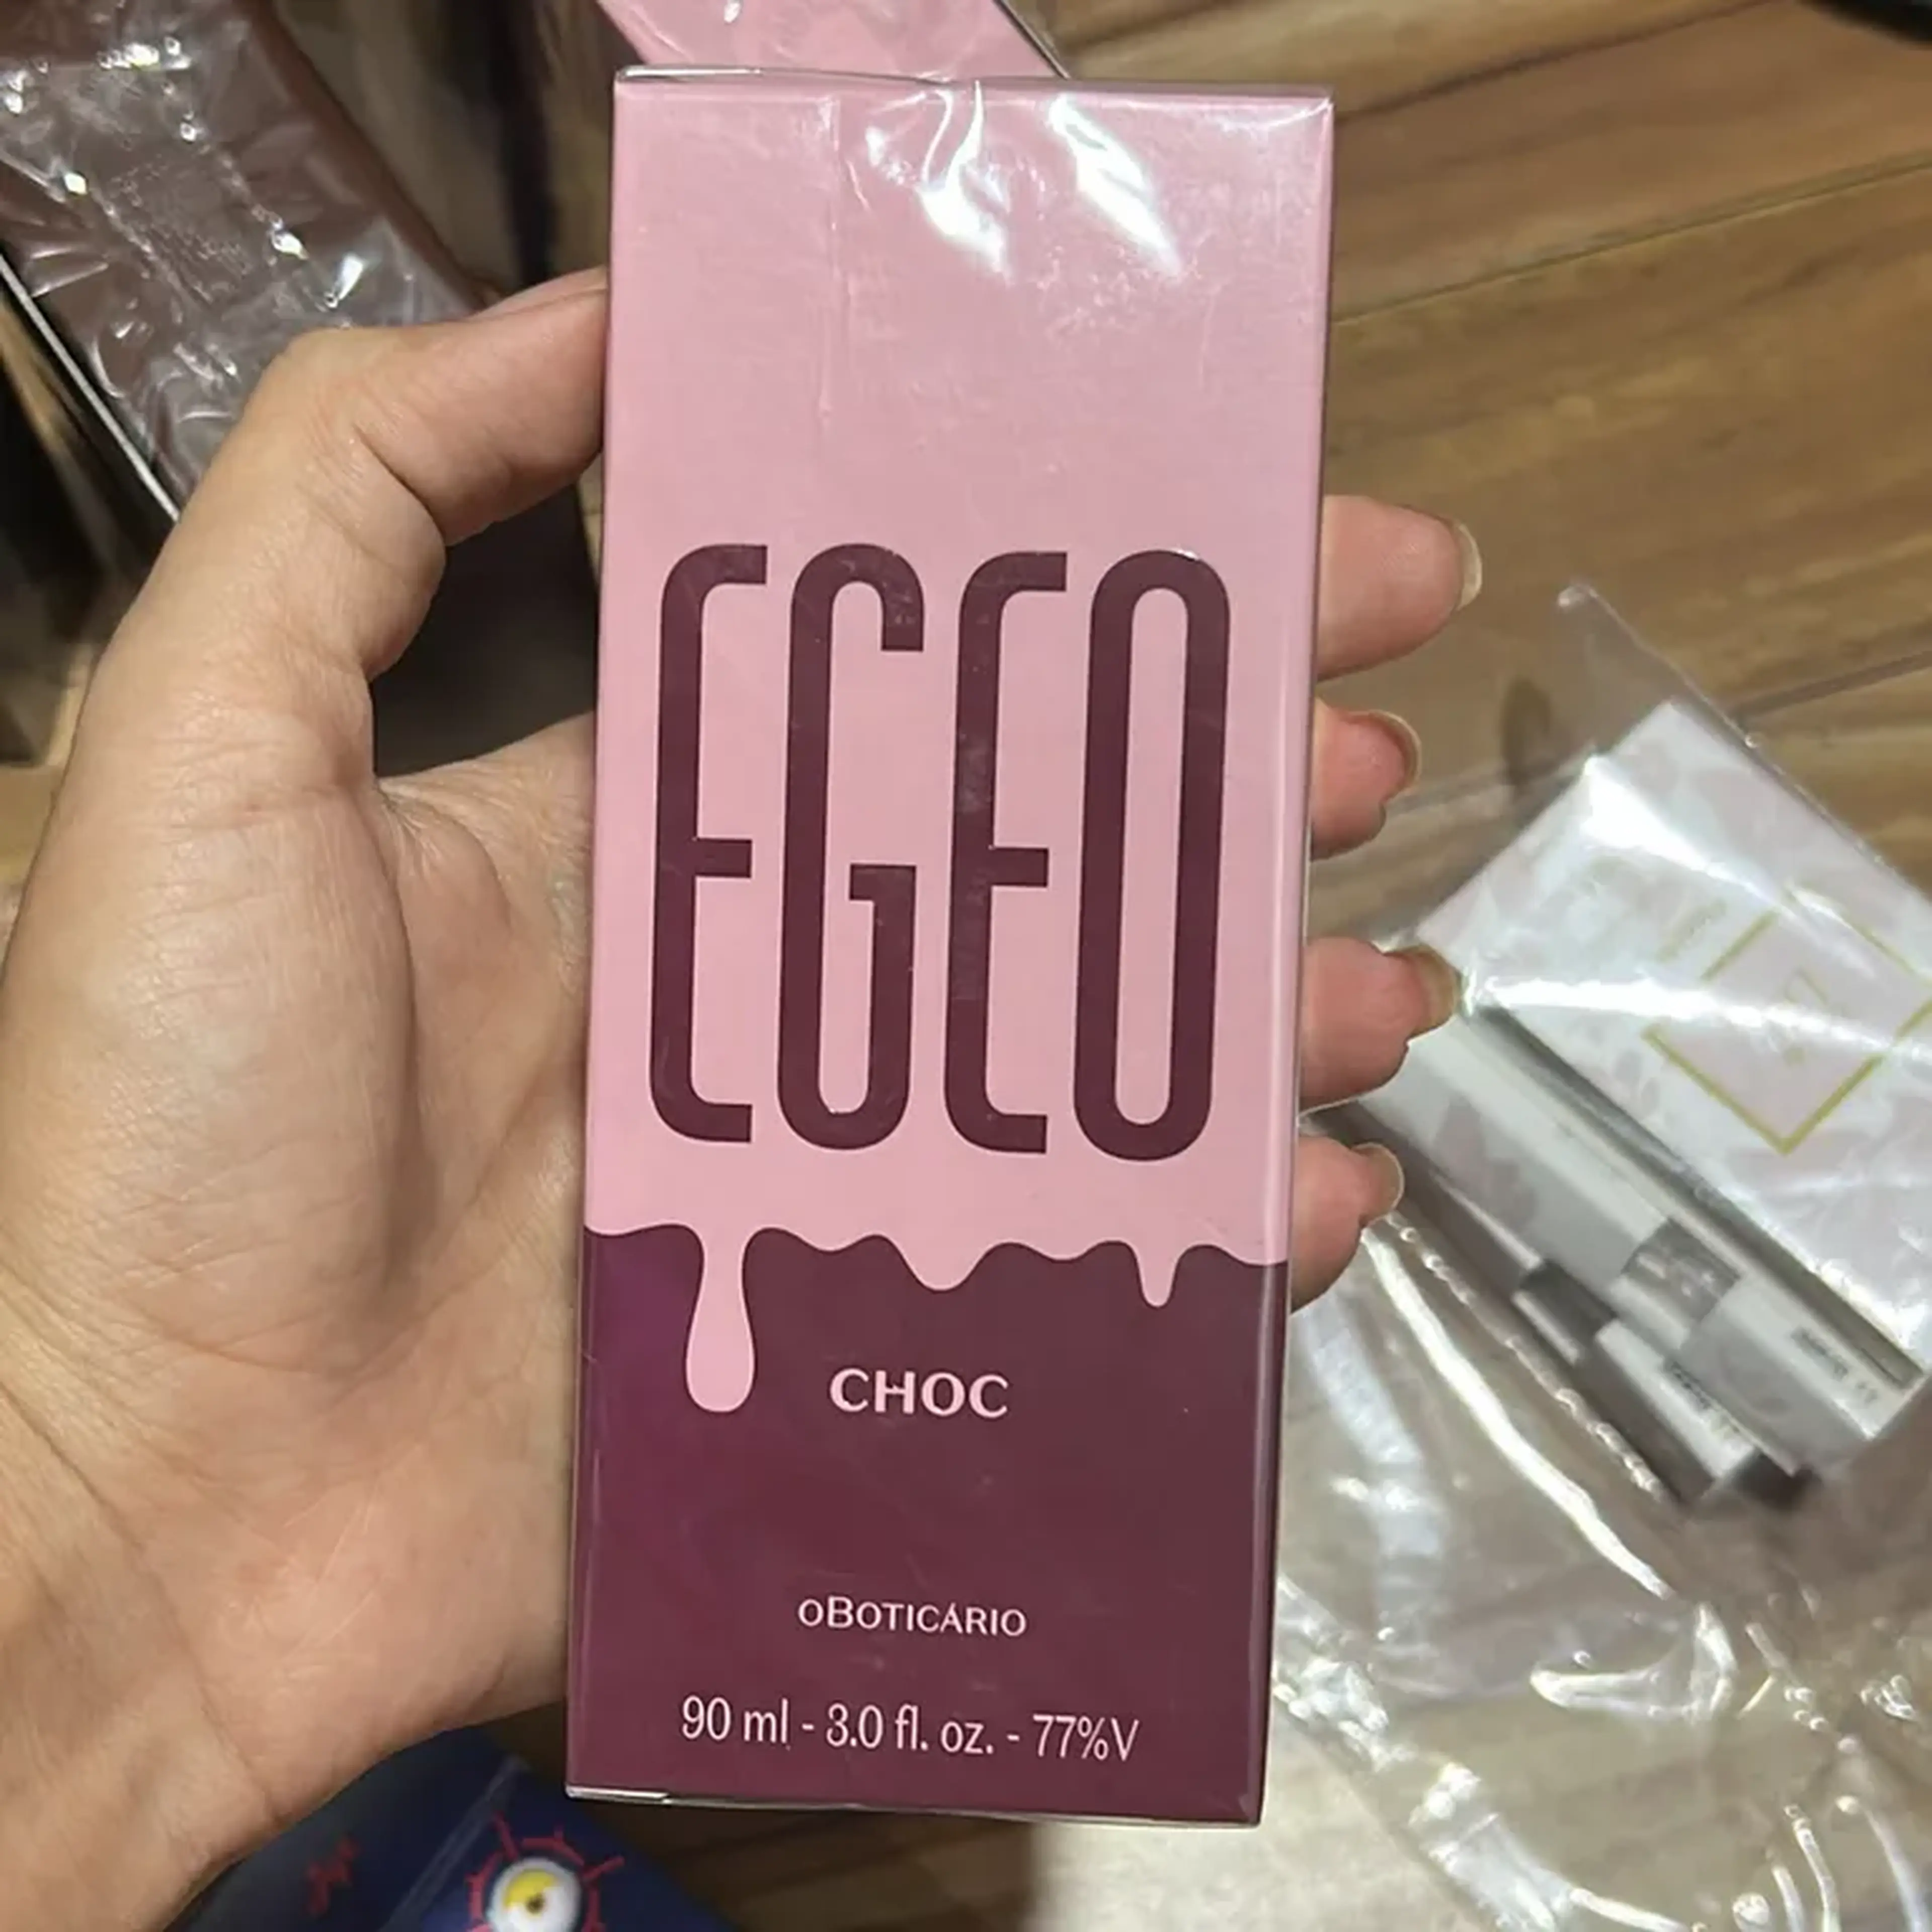 EGEO
CHOC
oBOTICÁRIO
90 ml - 3.0 fl. oz. - 77%V